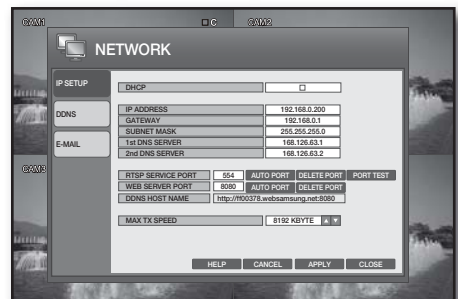 CAM1 C CAM2
NETWORK
IP SETUP
DHCP
DDNS
IP ADDRESS 192.168.0.200
GATEWAY 192.168.0.1
SUBNET MASK 255.255.255.0
E-MAIL
1st DNS SERVER 168.126.63.1
2nd DNS SERVER 168.126.63.2
CAM3
RTSP SERVICE PORT 554 AUTO PORT DELETE PORT PORT TEST
WEB SERVER PORT 8080 AUTO PORT DELETE PORT
DDNS HOST NAME http://ff00378.websamsung.net:8080
MAX TX SPEED 8192 KBYTE
HELP CANCEL APPLY CLOSE